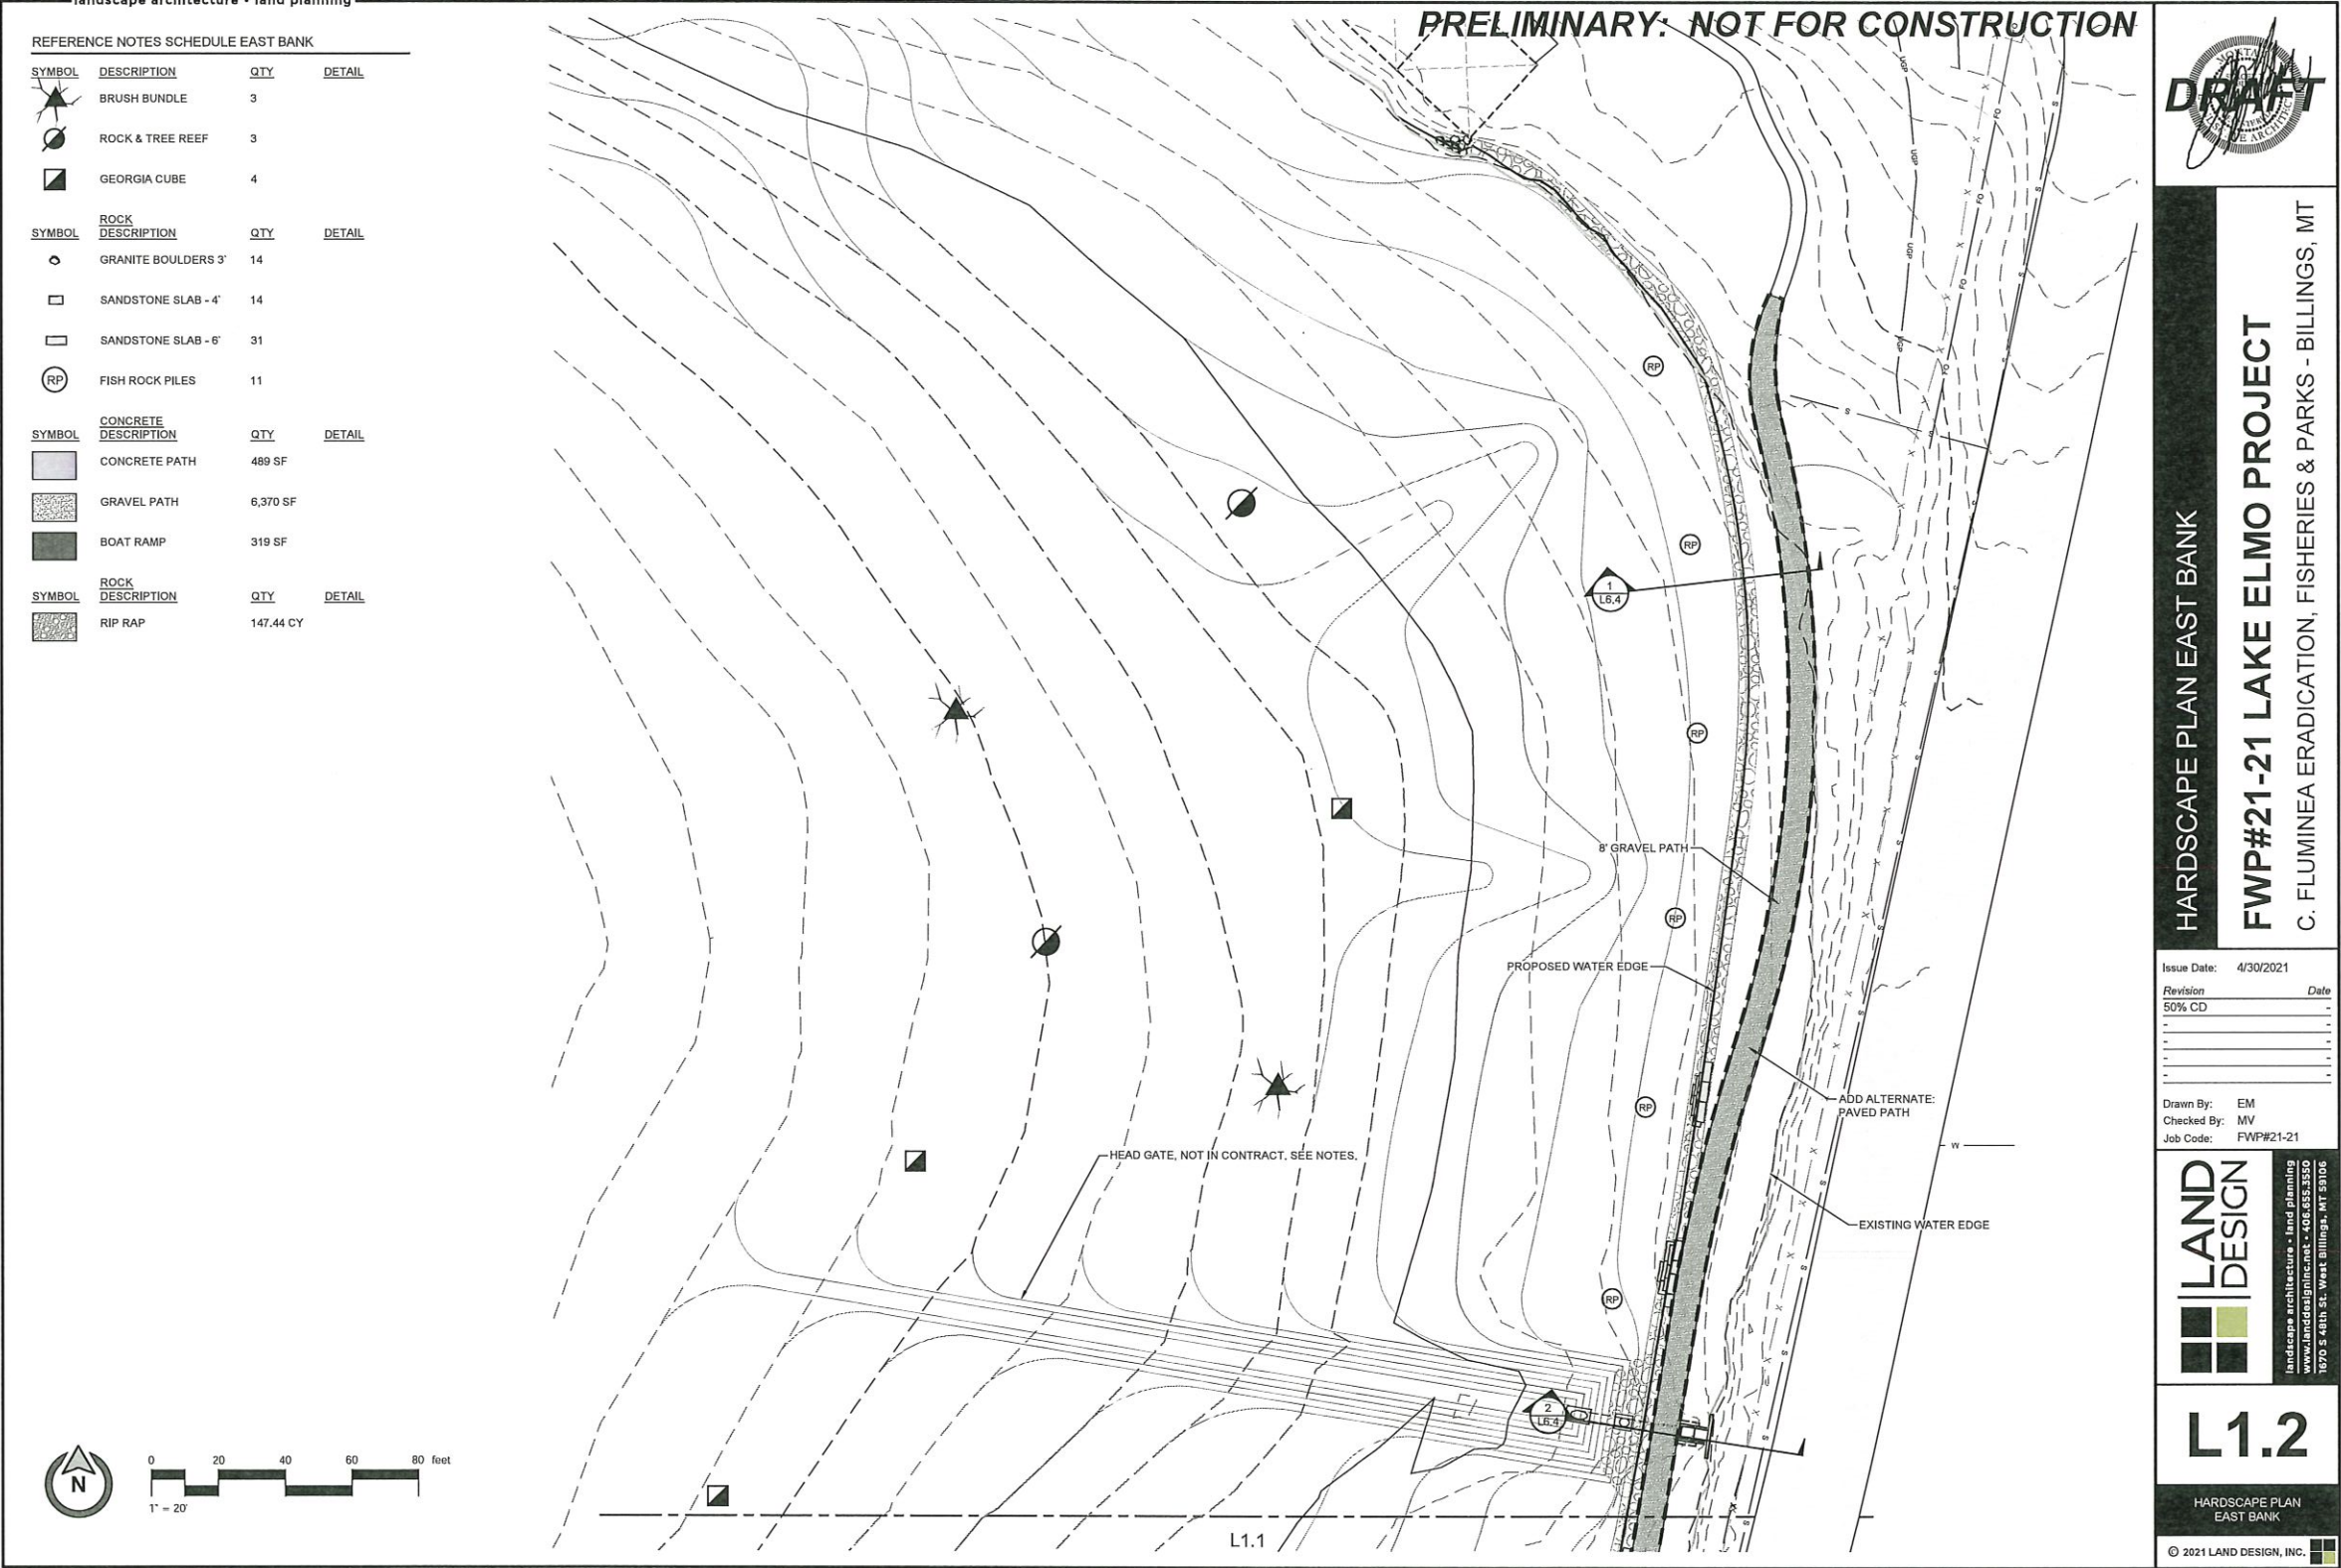 landscape architecture • land planning
PRELIMINARY: NOT FOR CONSTRUCTION
REFERENCE NOTES SCHEDULE EAST BANK
SYMBOL DESCRIPTION QTY DETAIL
BRUSH BUNDLE 3
ROCK & TREE REEF 3
GEORGIA CUBE 4
ROCK
SYMBOL DESCRIPTION QTY DETAIL
GRANITE BOULDERS 3' 14
SANDSTONE SLAB - 4' 14
SANDSTONE SLAB - 6' 31
RP FISH ROCK PILES 11
CONCRETE
SYMBOL DESCRIPTION QTY DETAIL
CONCRETE PATH 489 SF
GRAVEL PATH 6,370 SF
BOAT RAMP 319 SF
ROCK
SYMBOL DESCRIPTION QTY DETAIL
RIP RAP 147.44 CY
UGP
FO
UGP
FO
UGP
FO
UGP
FO
RP
RP
1
L6.4
RP
8' GRAVEL PATH
RP
PROPOSED WATER EDGE
RP
ADD ALTERNATE:
PAVED PATH
W
HEAD GATE, NOT IN CONTRACT. SEE NOTES.
EXISTING WATER EDGE
RP
2
L6.4
L1.1
N
0 20 40 60 80 feet
1" = 20'
DRAFT
HARDSCAPE PLAN EAST BANK
FWP#21-21 LAKE ELMO PROJECT
C. FLUMINEA ERADICATION, FISHERIES & PARKS - BILLINGS, MT
Issue Date: 4/30/2021
Revision Date
50% CD -
- -
- -
- -
- -
Drawn By: EM
Checked By: MV
Job Code: FWP#21-21
LAND
DESIGN
landscape architecture • land planning
www.landdesigninc.net • 406.655.3550
1670 S 48th St. West Billings, MT 59106
L1.2
HARDSCAPE PLAN
EAST BANK
© 2021 LAND DESIGN, INC.